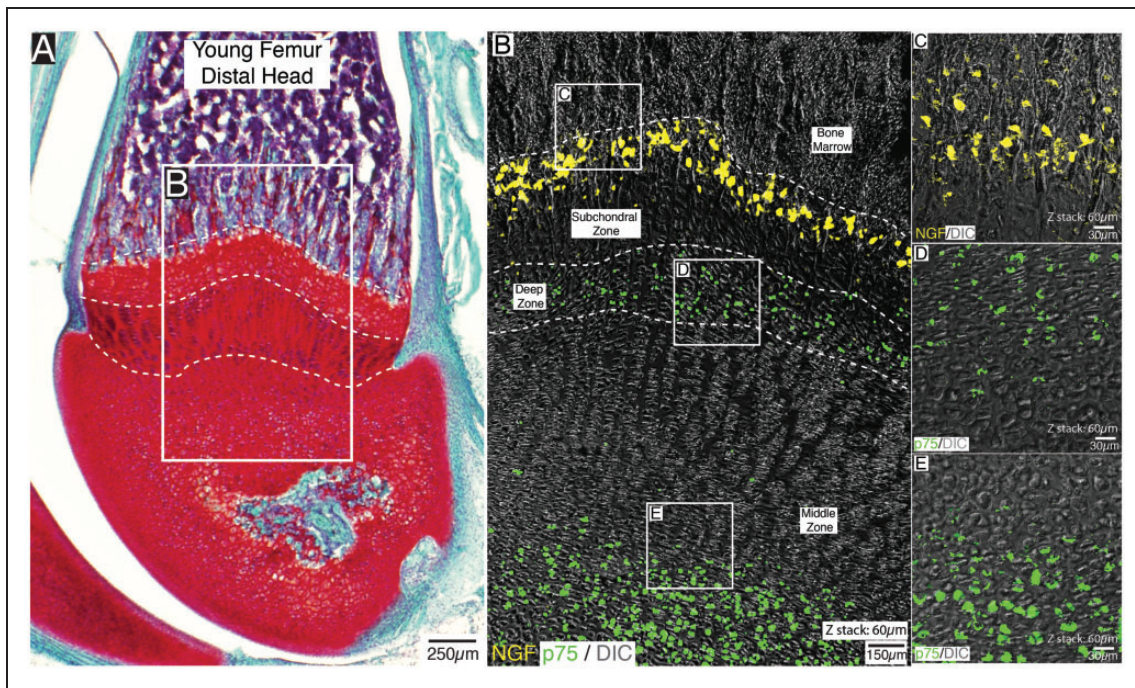 A
Young Femur
Distal Head
B
250µm
B
C
Bone
Marrow
Subchondral
Zone
D
Deep
Zone
E
Middle
Zone
Z stack: 60µm
NGF p75 / DIC
150µm
C
Z stack: 60µm
NGF/DIC
30µm
D
Z stack: 60µm
p75/DIC
30µm
E
Z stack: 60µm
p75/DIC
30µm